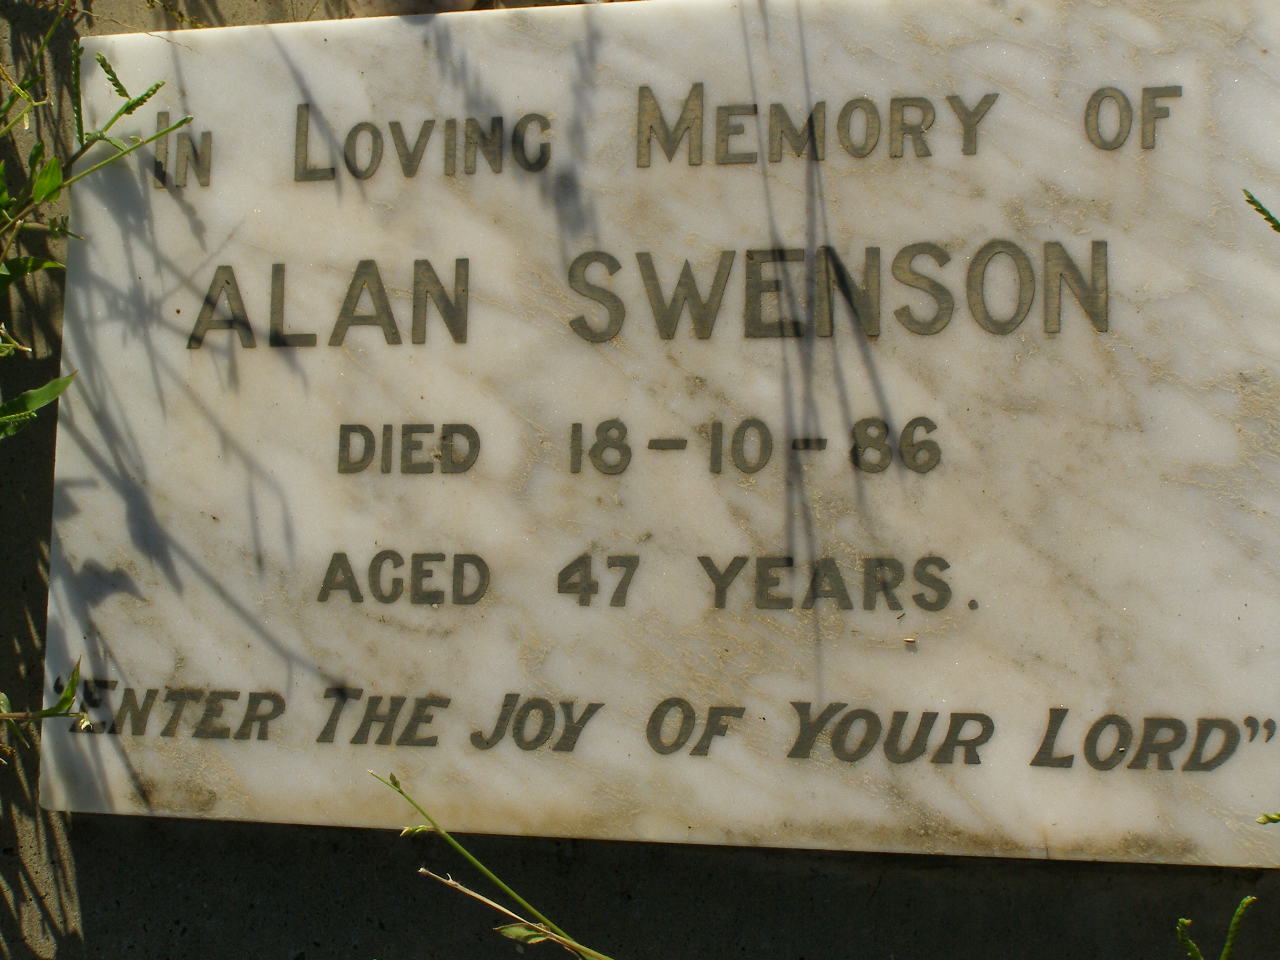 In Loving Memory of
ALAN SWENSON
DIED 18-10-86
AGED 47 YEARS.
"ENTER THE JOY OF YOUR LORD"